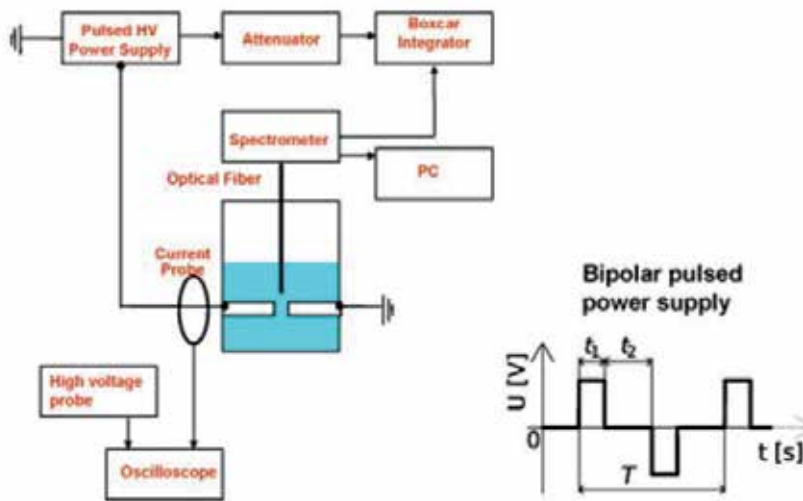 Pulsed HV
Power Supply
Attenuator
Boxcar
Integrator
Spectrometer
PC
Optical Fiber
Current
Probe
High voltage
probe
Oscilloscope
Bipolar pulsed
power supply
t₁ t₂
U [V]
0
t [s]
T